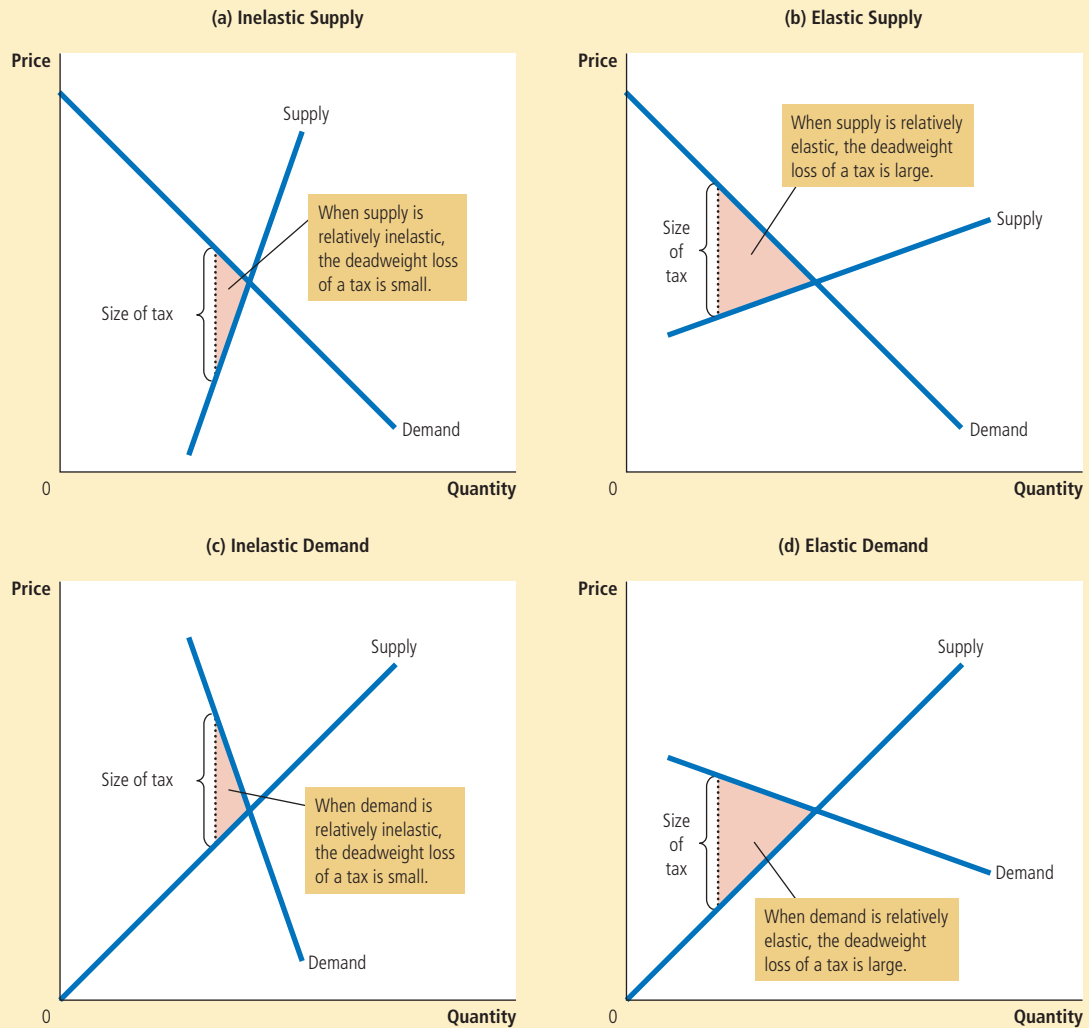 (a) Inelastic Supply
Price
Supply
When supply is
relatively inelastic,
the deadweight loss
of a tax is small.
Size of tax
Demand
0
Quantity
(b) Elastic Supply
Price
When supply is relatively
elastic, the deadweight
loss of a tax is large.
Size
of
tax
Supply
Demand
0
Quantity
(c) Inelastic Demand
Price
Supply
Size of tax
When demand is
relatively inelastic,
the deadweight loss
of a tax is small.
Demand
0
Quantity
(d) Elastic Demand
Price
Supply
Size
of
tax
Demand
When demand is relatively
elastic, the deadweight
loss of a tax is large.
0
Quantity